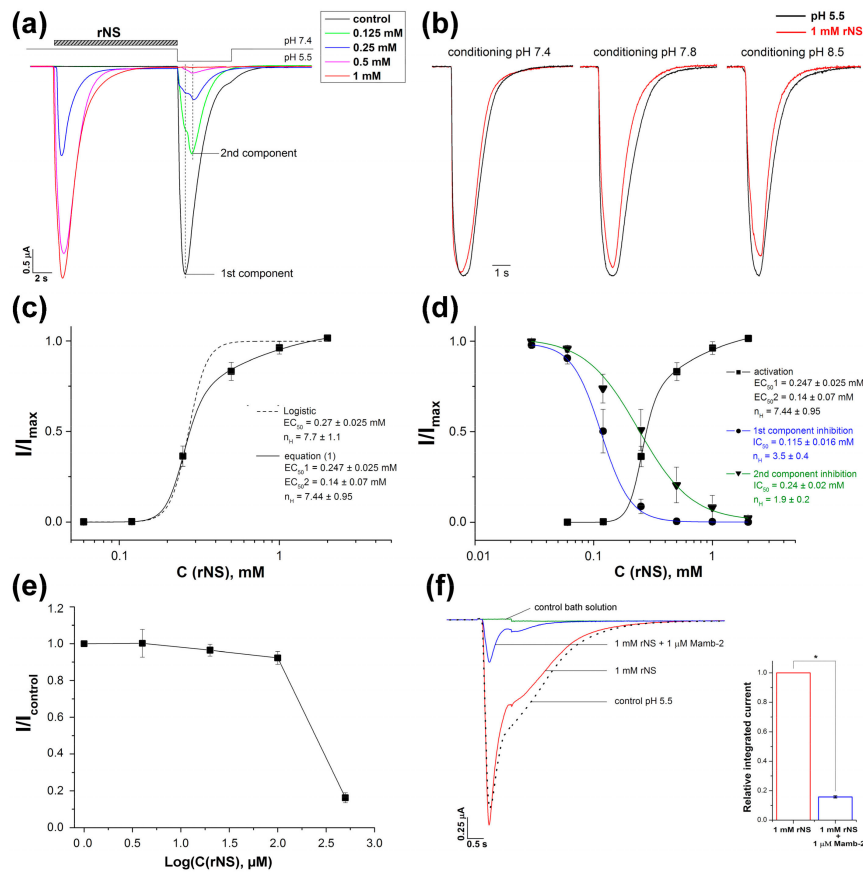 (a)
rNS
pH 7.4
pH 5.5
control
0.125 mM
0.25 mM
0.5 mM
1 mM
2nd component
1st component
0.5 µA
2 s
(b)
pH 5.5
1 mM rNS
conditioning pH 7.4
conditioning pH 7.8
conditioning pH 8.5
1 s
(c)
I/Imax
1.0
0.5
0.0
0.1
1
C (rNS), mM
Logistic
EC50 = 0.27 ± 0.025 mM
nH = 7.7 ± 1.1
equation (1)
EC501 = 0.247 ± 0.025 mM
EC502 = 0.14 ± 0.07 mM
nH = 7.44 ± 0.95
(d)
I/Imax
1.0
0.5
0.0
0.01
0.1
1
C (rNS), mM
activation
EC501 = 0.247 ± 0.025 mM
EC502 = 0.14 ± 0.07 mM
nH = 7.44 ± 0.95
1st component inhibition
IC50 = 0.115 ± 0.016 mM
nH = 3.5 ± 0.4
2nd component inhibition
IC50 = 0.24 ± 0.02 mM
nH = 1.9 ± 0.2
(e)
I/Icontrol
1.4
1.2
1.0
0.8
0.6
0.4
0.2
0.0
0.0
0.5
1.0
1.5
2.0
2.5
3.0
Log(C(rNS), µM)
(f)
control bath solution
1 mM rNS + 1 µM Mamb-2
1 mM rNS
control pH 5.5
0.25 µA
0.5 s
Relative integrated current
1.0
0.8
0.6
0.4
0.2
0.0
*
1 mM rNS
1 mM rNS
+
1 µM Mamb-2